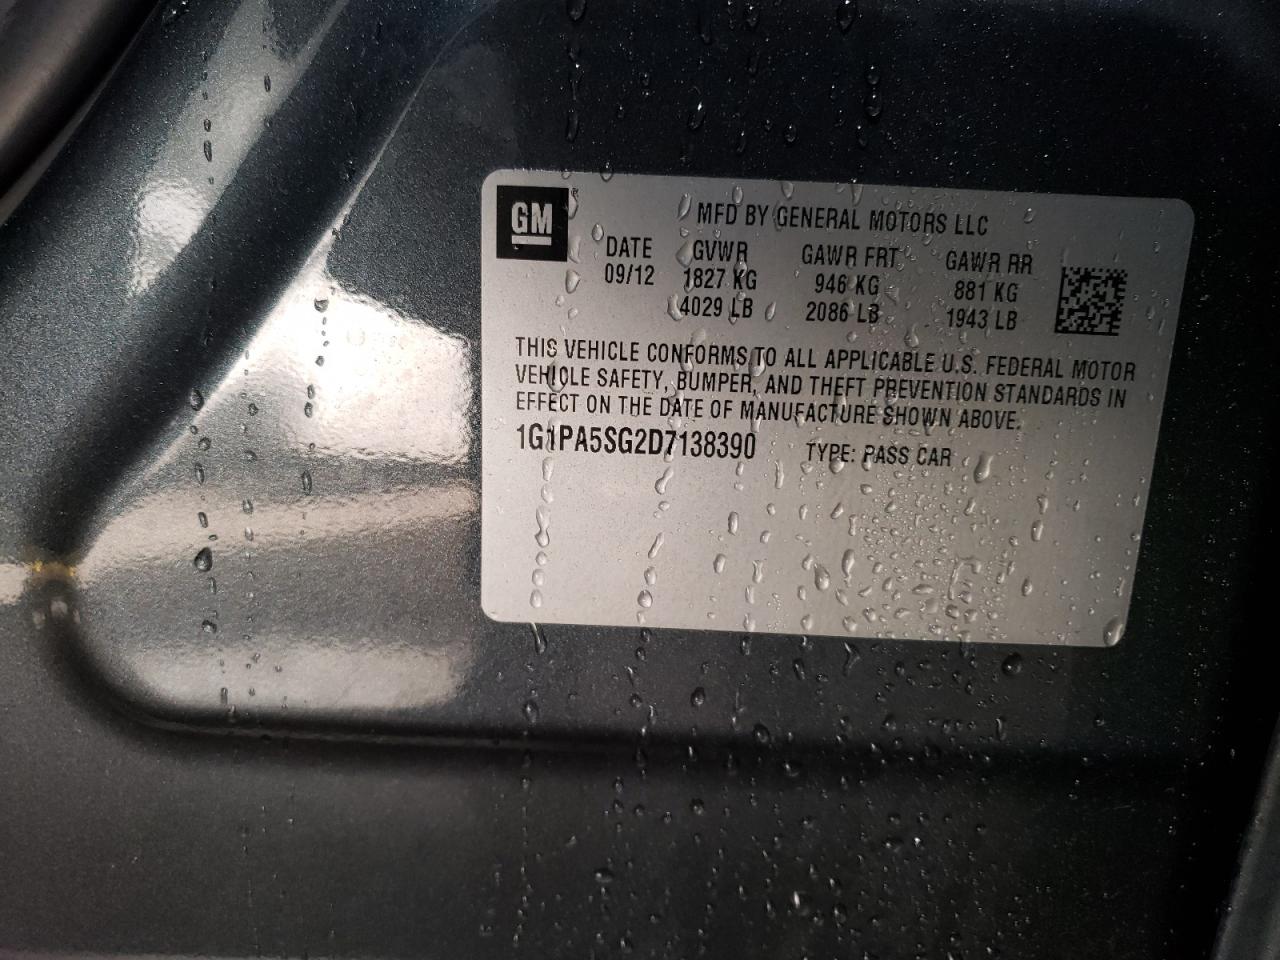 GM
MFD BY GENERAL MOTORS LLC
DATE GVWR GAWR FRT GAWR RR
09/12 1827 KG 946 KG 881 KG
4029 LB 2086 LB 1943 LB
THIS VEHICLE CONFORMS TO ALL APPLICABLE U.S. FEDERAL MOTOR
VEHICLE SAFETY, BUMPER, AND THEFT PREVENTION STANDARDS IN
EFFECT ON THE DATE OF MANUFACTURE SHOWN ABOVE.
1G1PA5SG2D7138390 TYPE: PASS CAR